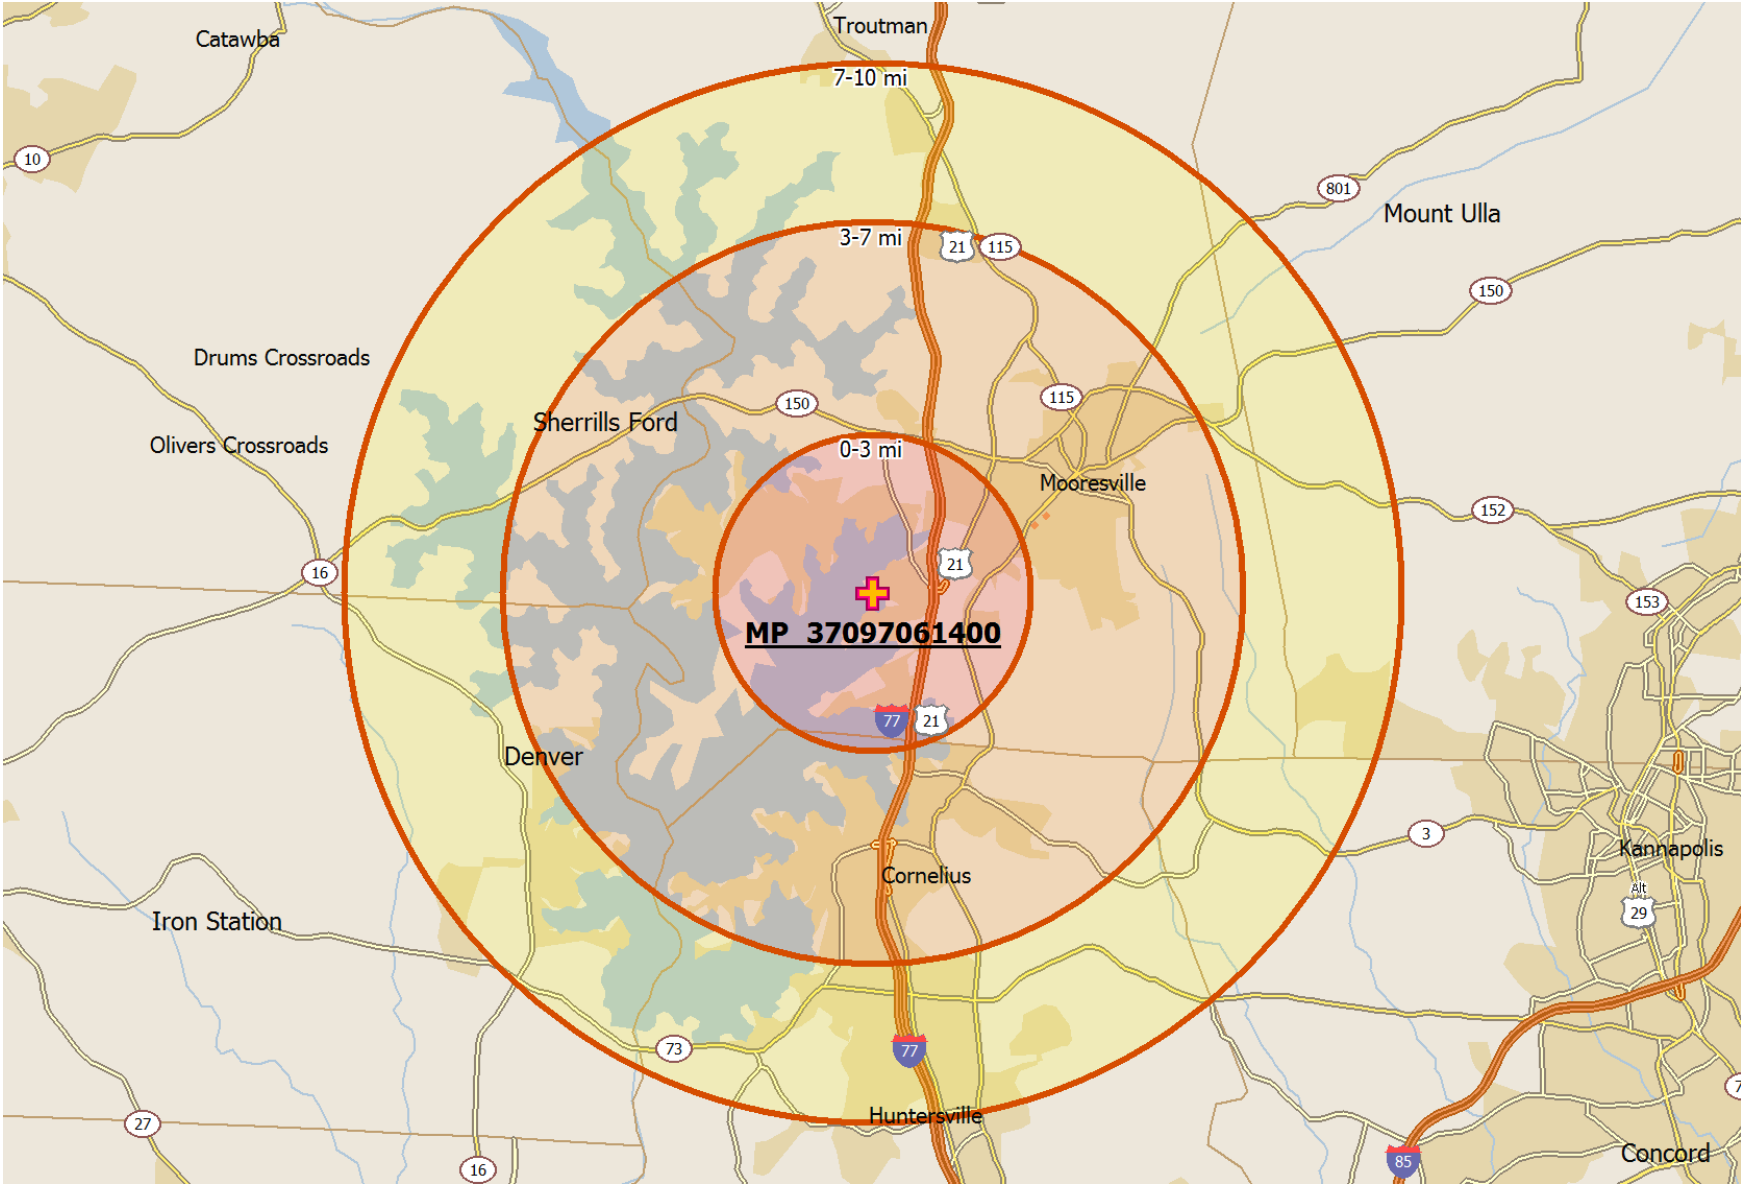 Troutman
Catawba
7-10 mi
10
801
Mount Ulla
3-7 mi
21
115
150
Drums Crossroads
150
115
Sherrills Ford
Olivers Crossroads
0-3 mi
Mooresville
152
21
16
153
MP 37097061400
77
21
Denver
3
Kannapolis
Cornelius
Alt
29
Iron Station
73
77
7
Huntersville
27
Concord
85
16